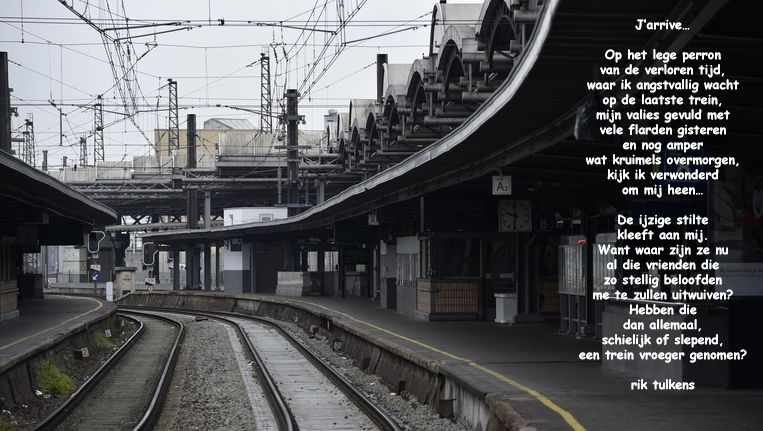 J'arrive...
Op het lege perron
van de verloren tijd,
waar ik angstvallig wacht
op de laatste trein,
mijn valies gevuld met
vele flarden gisteren
en nog amper
wat kruimels overmorgen,
kijk ik verwonderd
om mij heen...
De ijzige stilte
kleeft aan mij.
Want waar zijn ze nu
al die vrienden die
zo stellig beloofden
me te zullen uitwuiven?
Hebben die
dan allemaal,
schielijk of slepend,
een trein vroeger genomen?
rik tulkens
A2
8